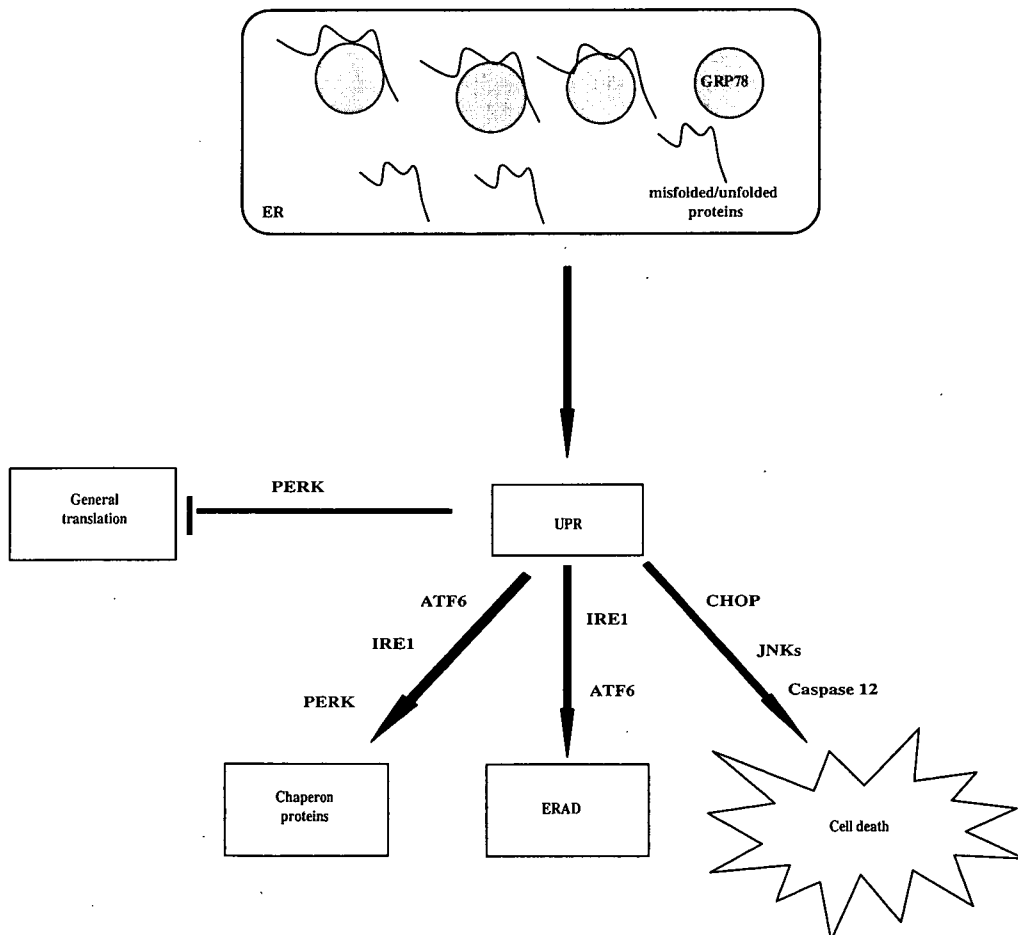 GRP78
misfolded/unfolded
proteins
ER
General
translation
PERK
UPR
ATF6
IRE1
PERK
IRE1
ATF6
CHOP
JNKs
Caspase 12
Chaperon
proteins
ERAD
Cell death